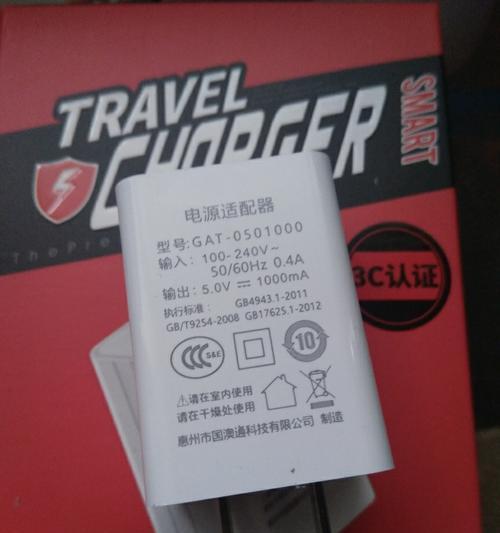 TRAVEL
CHARGER
SMART
ThePre
3C认证
电源适配器
型号:GAT-0501000
输入: 100-240V~
50/60Hz 0.4A
输出: 5.0V ⎓ 1000mA
执行标准: GB4943.1-2011
GB/T9254-2008 GB17625.1-2012
CCC S&E
10
⚠请在室内使用
请在干燥处使用
惠州市国澳通科技有限公司 制造